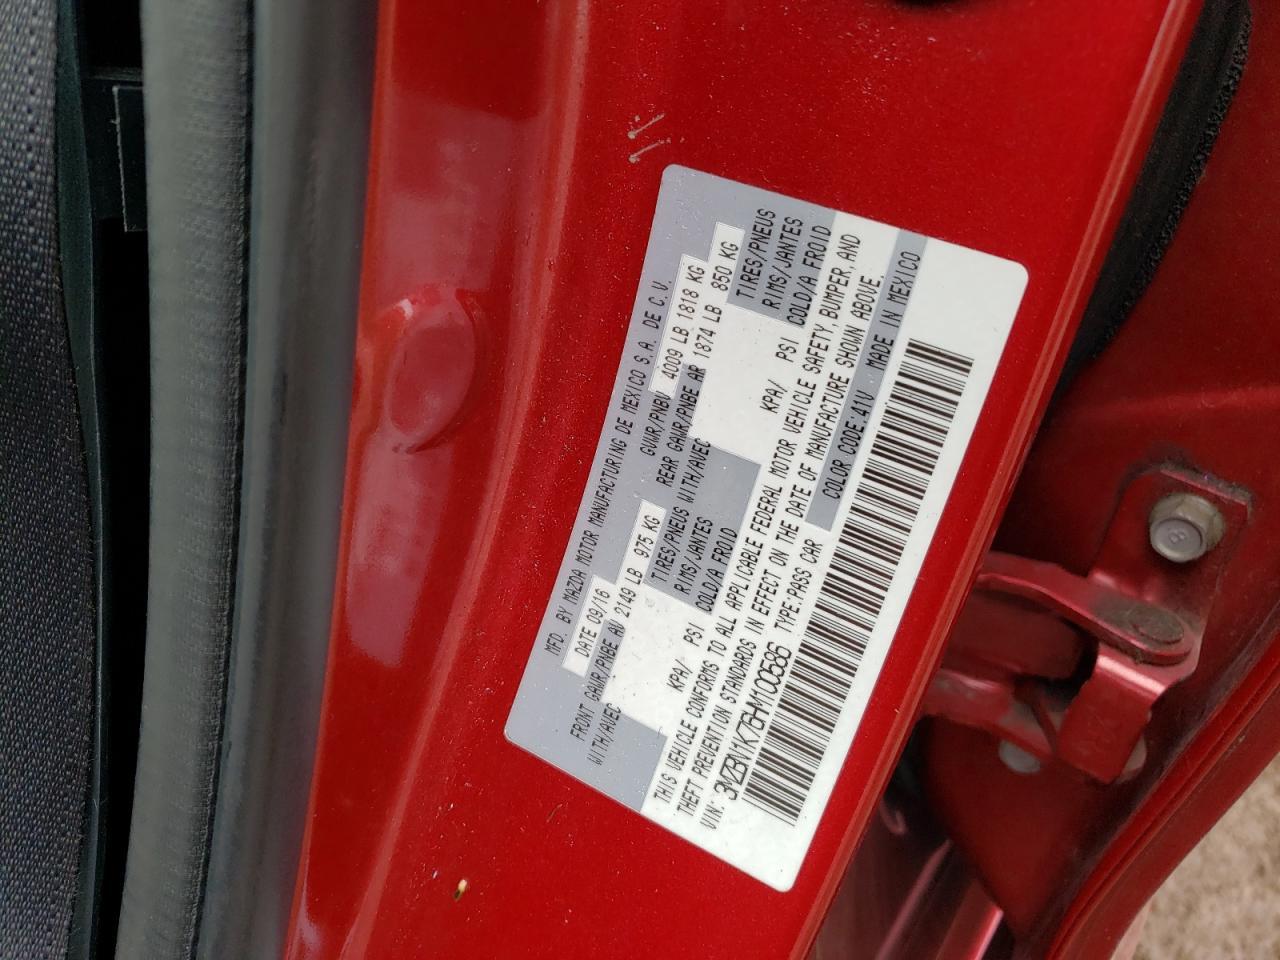 MFD. BY MAZDA MOTOR MANUFACTURING DE MEXICO S.A. DE C.V.
DATE 09/16 GVWR/PNBV 4009 LB 1818 KG
FRONT GAWR/PNBE AV 2149 LB 975 KG REAR GAWR/PNBE AR 1874 LB 850 KG
WITH/AVEC TIRES/PNEUS WITH/AVEC TIRES/PNEUS
RIMS/JANTES RIMS/JANTES
KPA/ PSI COLD/A FROID KPA/ PSI COLD/A FROID
THIS VEHICLE CONFORMS TO ALL APPLICABLE FEDERAL MOTOR VEHICLE SAFETY, BUMPER, AND
THEFT PREVENTION STANDARDS IN EFFECT ON THE DATE OF MANUFACTURE SHOWN ABOVE.
VIN: 3MZBN1K76HM100586 TYPE:PASS CAR COLOR CODE:41V MADE IN MEXICO